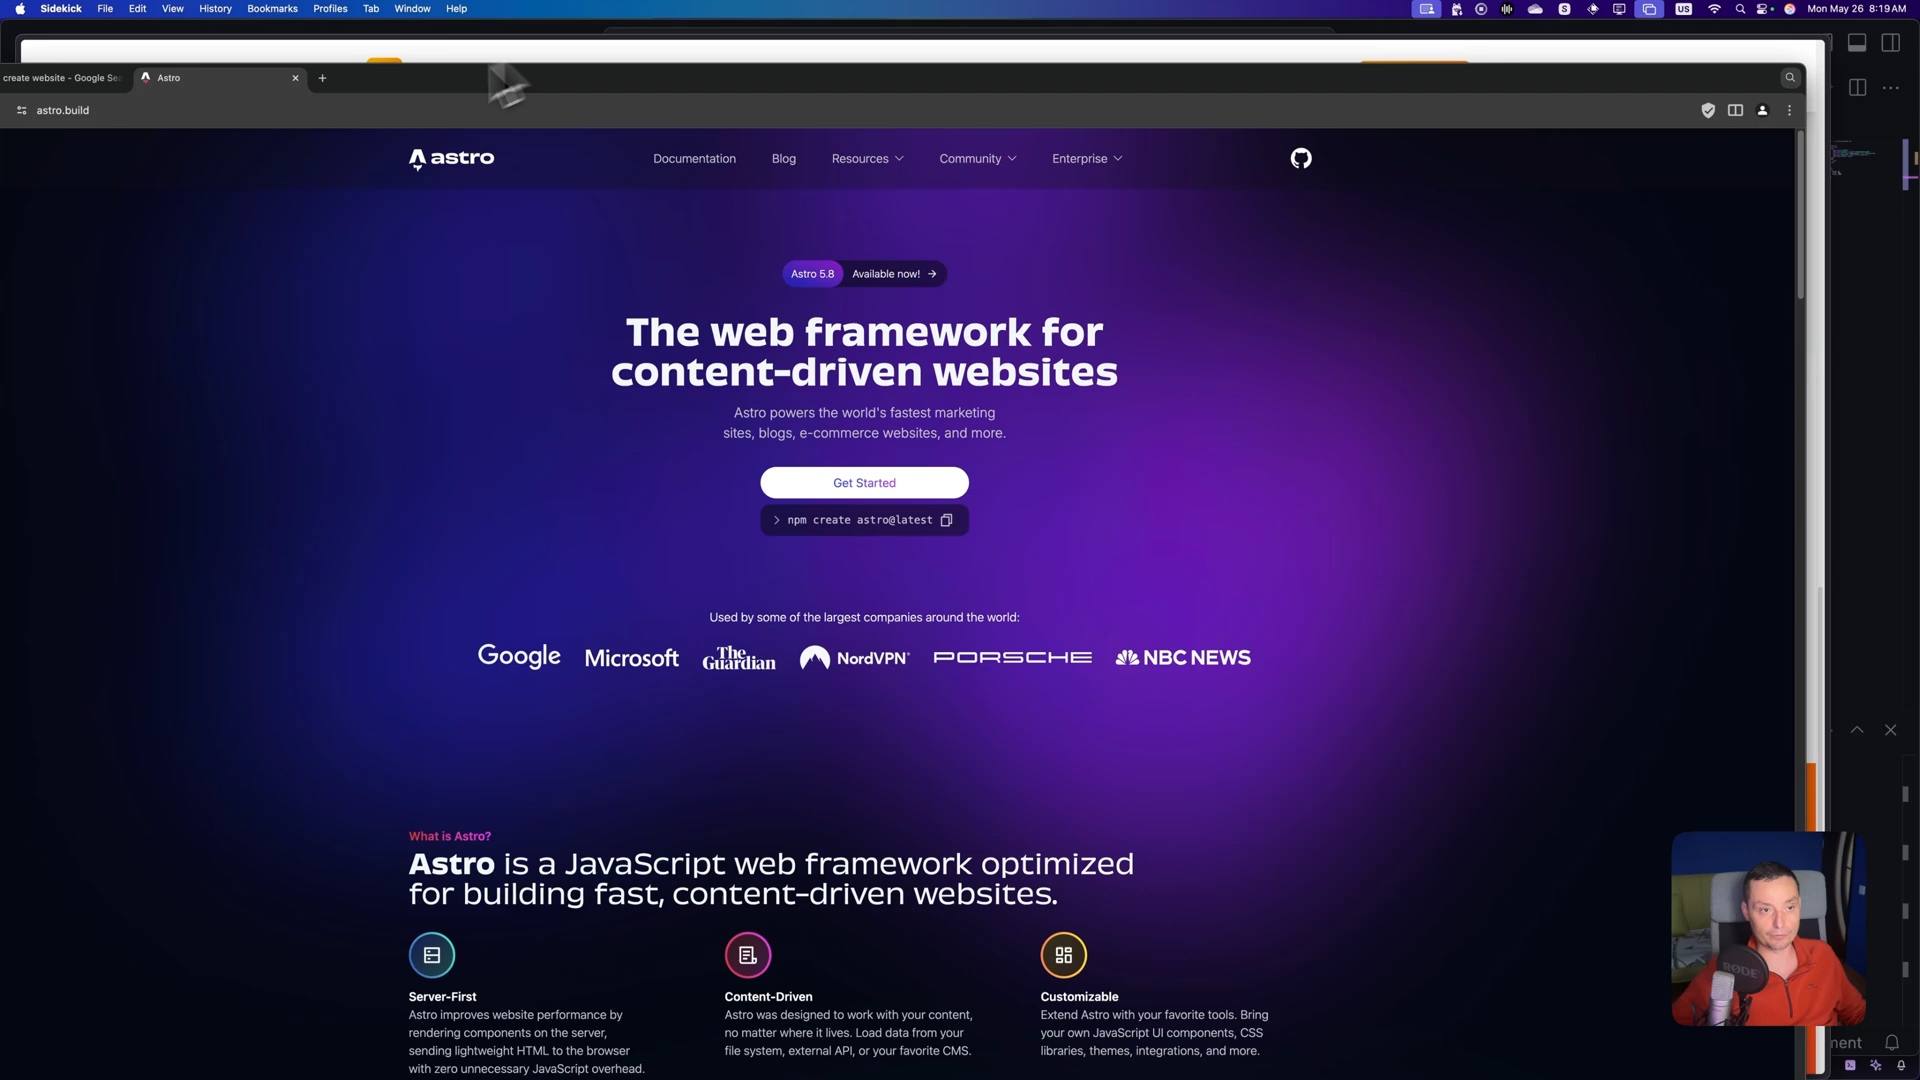 Sidekick File Edit View History Bookmarks Profiles Tab Window Help
S US Mon May 26 8:19 AM
create website - Google Sea
Astro
astro.build
astro
Documentation Blog Resources Community Enterprise
Astro 5.8 Available now! →
The web framework for
content-driven websites
Astro powers the world's fastest marketing
sites, blogs, e-commerce websites, and more.
Get Started
> npm create astro@latest
Used by some of the largest companies around the world:
Google Microsoft The Guardian NordVPN® PORSCHE NBC NEWS
What is Astro?
Astro is a JavaScript web framework optimized
for building fast, content-driven websites.
Server-First
Astro improves website performance by
rendering components on the server,
sending lightweight HTML to the browser
with zero unnecessary JavaScript overhead.
Content-Driven
Astro was designed to work with your content,
no matter where it lives. Load data from your
file system, external API, or your favorite CMS.
Customizable
Extend Astro with your favorite tools. Bring
your own JavaScript UI components, CSS
libraries, themes, integrations, and more.
RØDE
ment